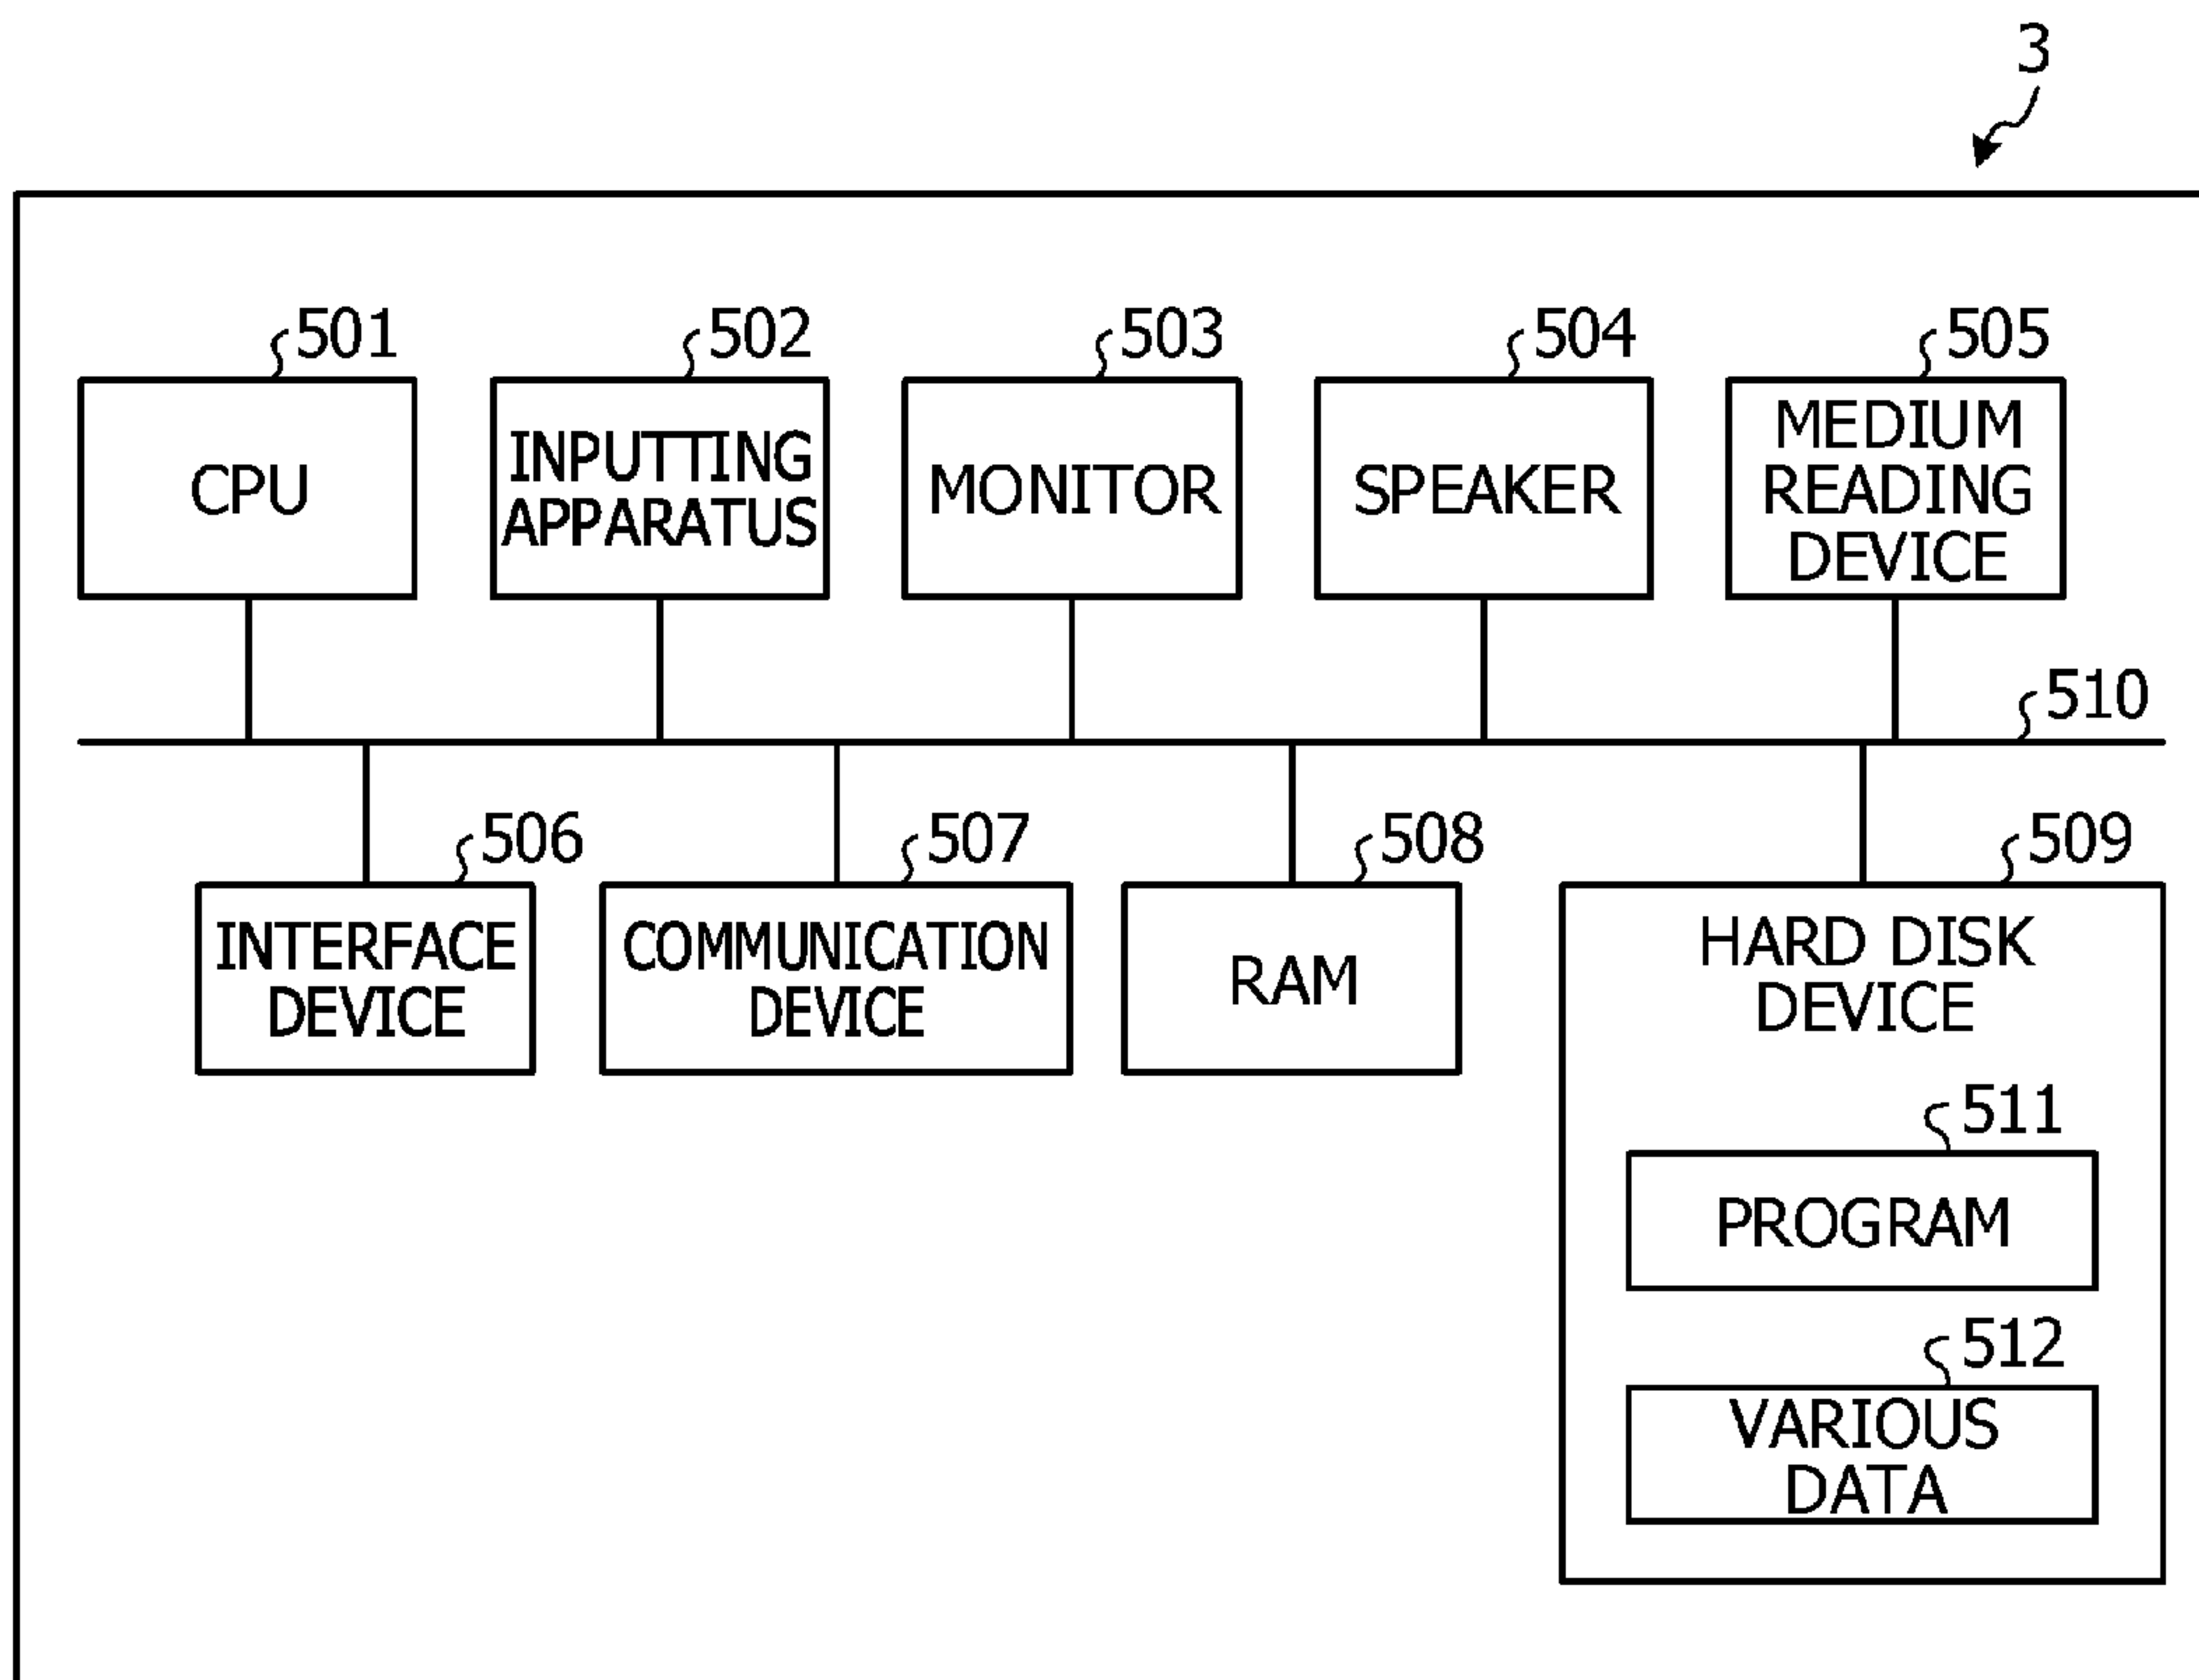 3
501
502
503
504
505
CPU
INPUTTING
APPARATUS
MONITOR
SPEAKER
MEDIUM
READING
DEVICE
510
506
507
508
509
INTERFACE
DEVICE
COMMUNICATION
DEVICE
RAM
HARD DISK
DEVICE
511
PROGRAM
512
VARIOUS
DATA